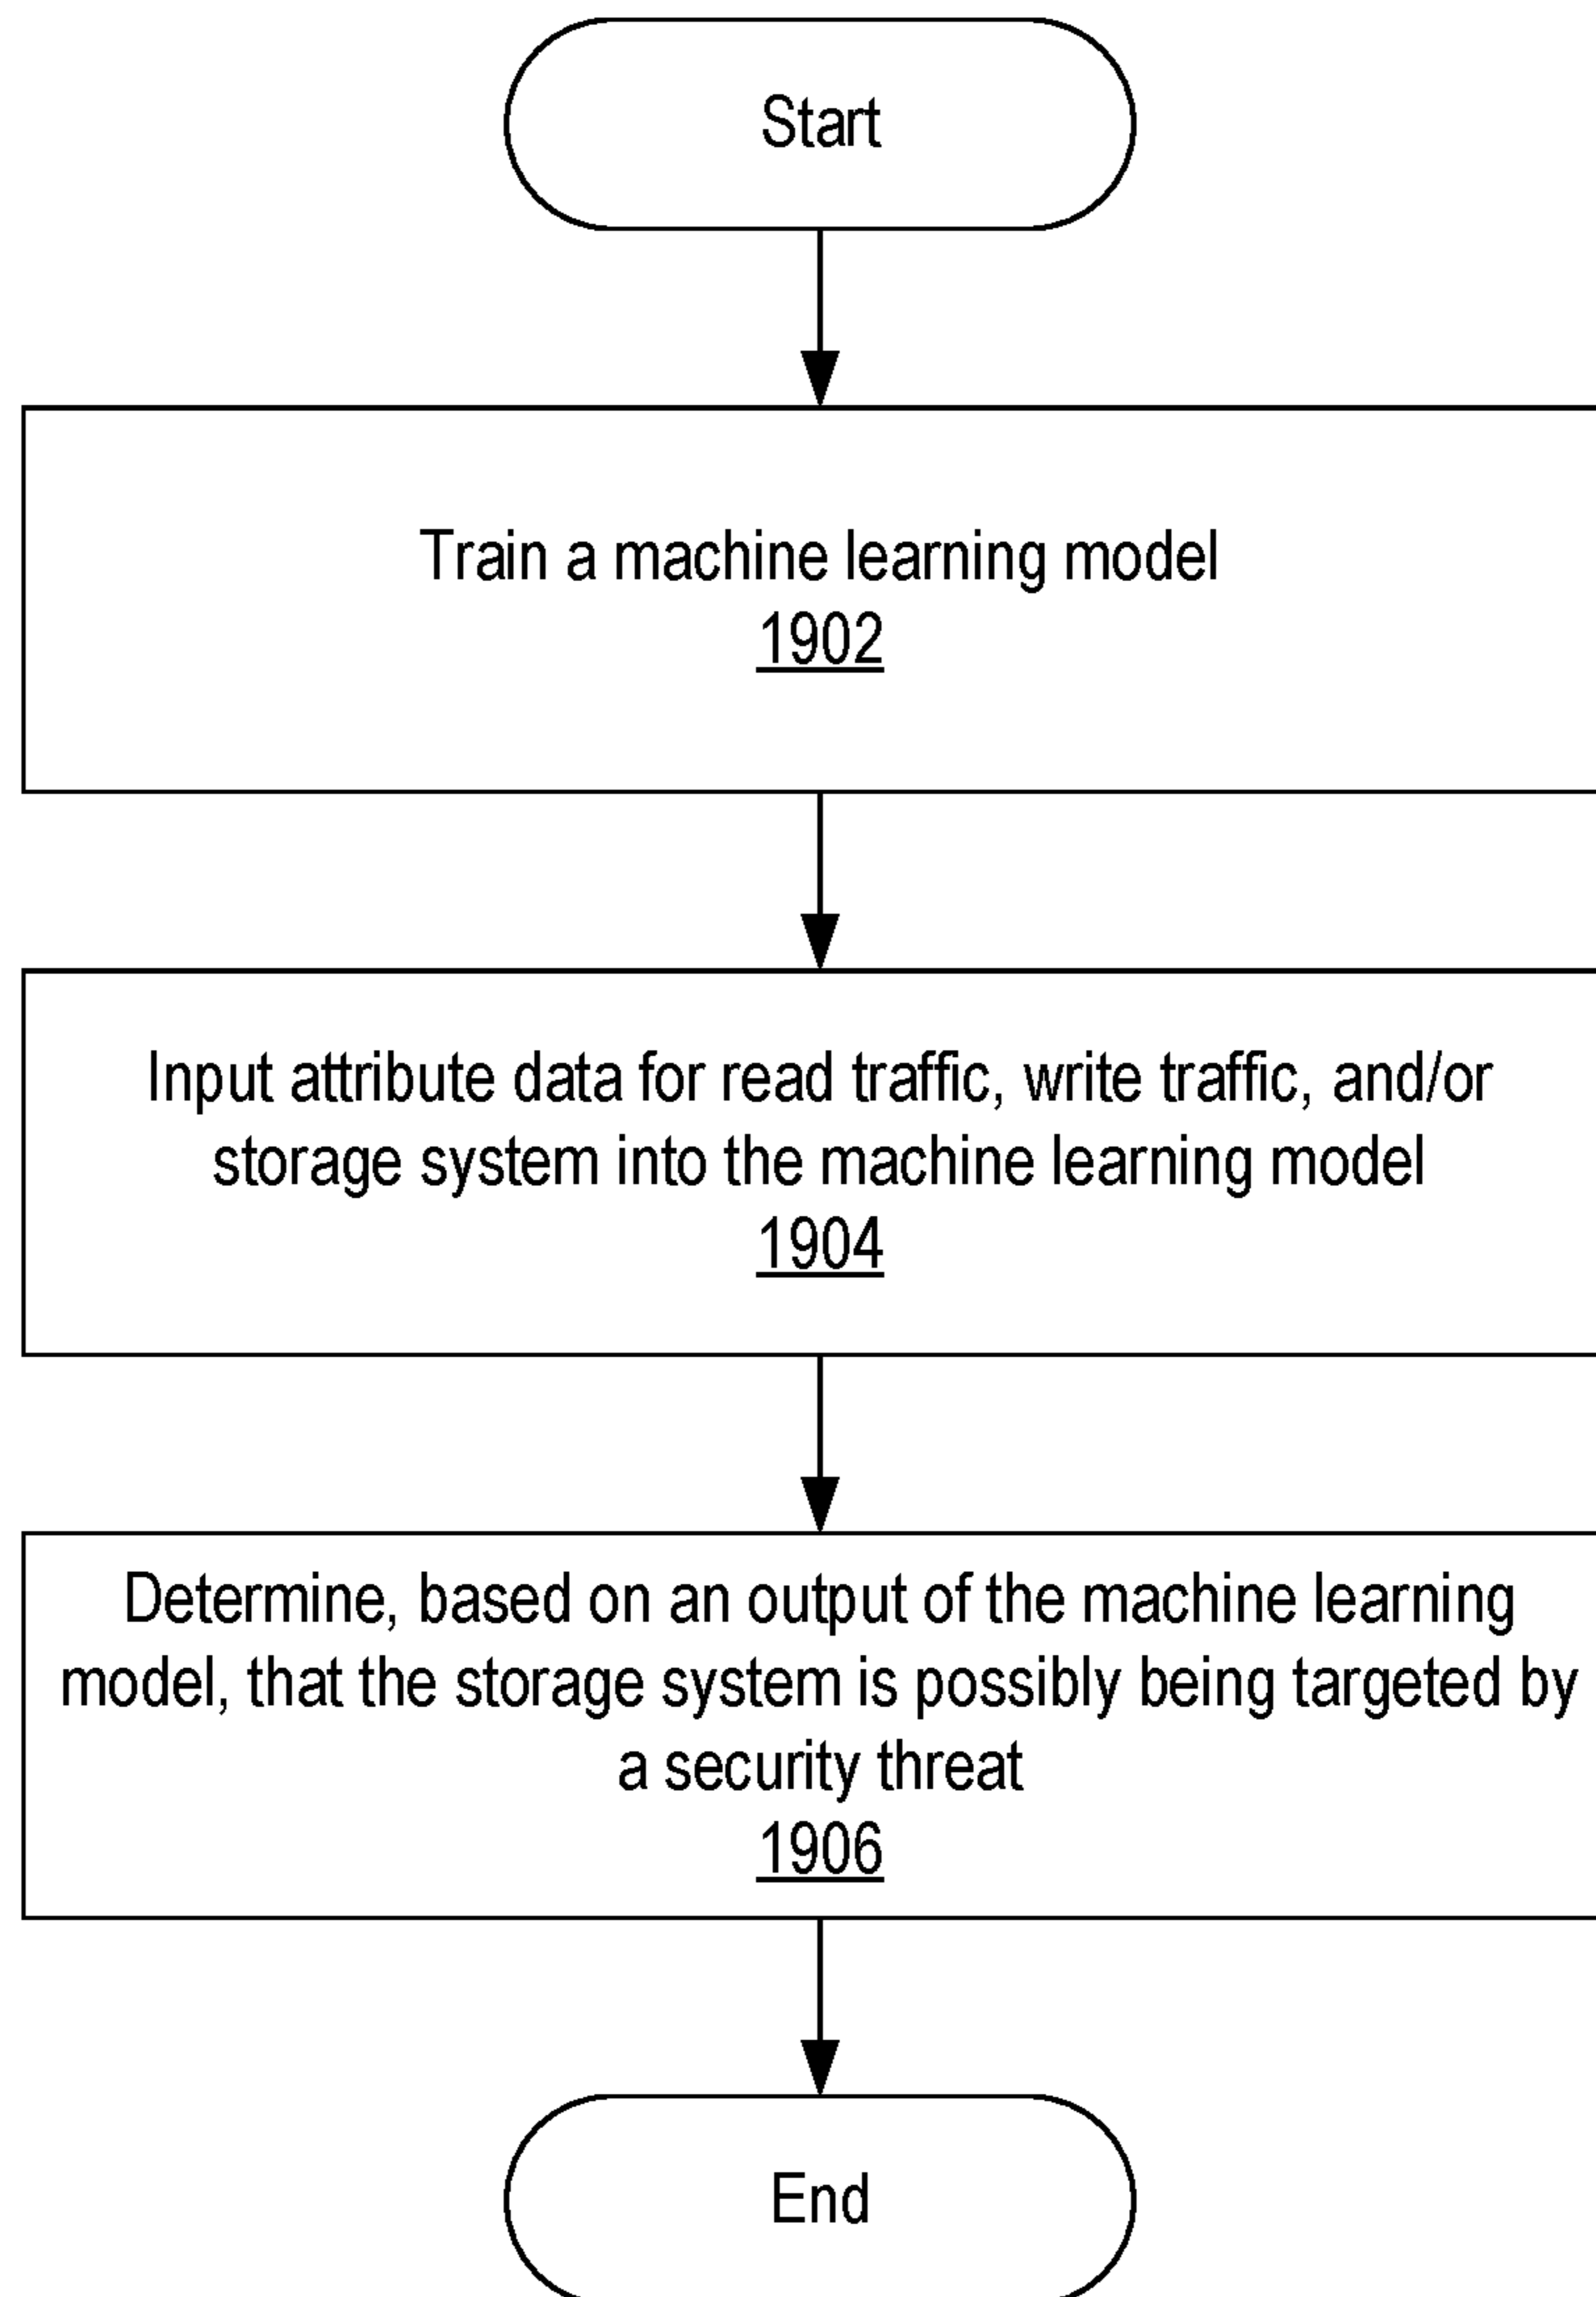 Start
Train a machine learning model
1902
Input attribute data for read traffic, write traffic, and/or
storage system into the machine learning model
1904
Determine, based on an output of the machine learning
model, that the storage system is possibly being targeted by
a security threat
1906
End